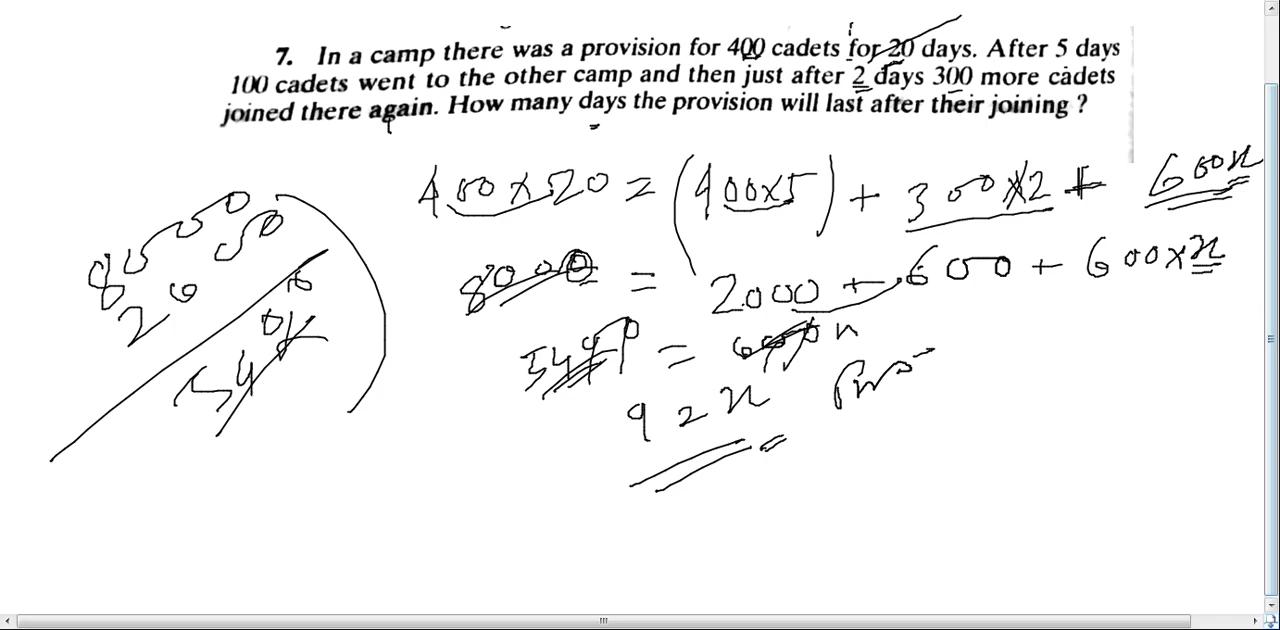 7. In a camp there was a provision for 400 cadets for 20 days. After 5 days
100 cadets went to the other camp and then just after 2 days 300 more cadets
joined there again. How many days the provision will last after their joining ?
400 × 20 = (400×5) + 300×2 + 600x
8000 = 2000 + 600 + 600×x
5400 = 600x
9 = x
8000
2600
5400